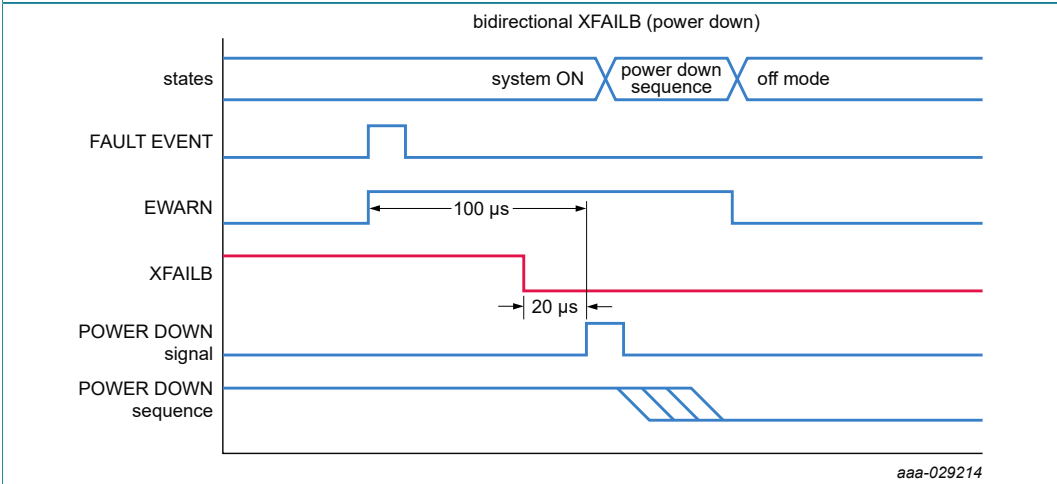 bidirectional XFAILB (power down)
states
system ON
power down
sequence
off mode
FAULT EVENT
EWARN
100 µs
XFAILB
20 µs
POWER DOWN
signal
POWER DOWN
sequence
aaa-029214